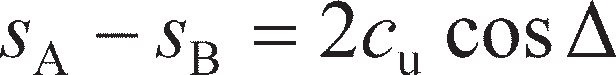 s_A − s_B = 2c_u cos Δ